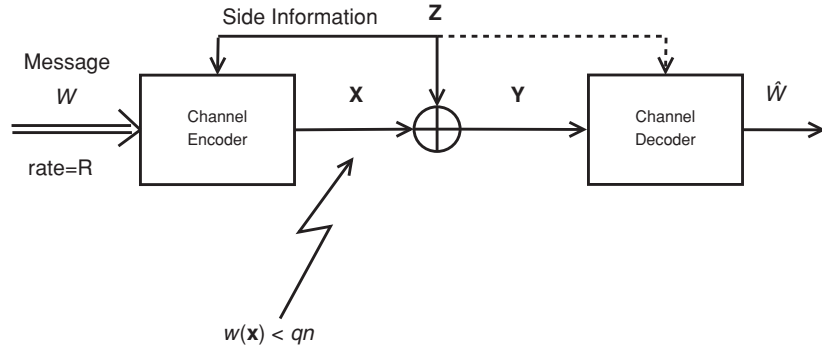 Side Information
Z
Message
W
X
Y
Ŵ
Channel
Encoder
Channel
Decoder
rate=R
w(x) < qn